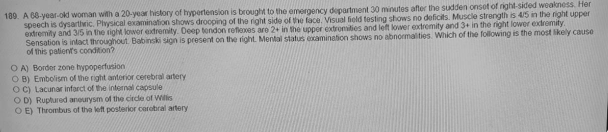 189. A 68-year-old woman with a 20-year history of hypertension is brought to the emergency department 30 minutes after the sudden onset of right-sided weakness. Her
speech is dysarthric. Physical examination shows drooping of the right side of the face. Visual field testing shows no deficits. Muscle strength is 4/5 in the right upper
extremity and 3/5 in the right lower extremity. Deep tendon reflexes are 2+ in the upper extremities and left lower extremity and 3+ in the right lower extremity.
Sensation is intact throughout. Babinski sign is present on the right. Mental status examination shows no abnormalities. Which of the following is the most likely cause
of this patient's condition?
A) Border zone hypoperfusion
B) Embolism of the right anterior cerebral artery
C) Lacunar infarct of the internal capsule
D) Ruptured aneurysm of the circle of Willis
E) Thrombus of the left posterior cerebral artery